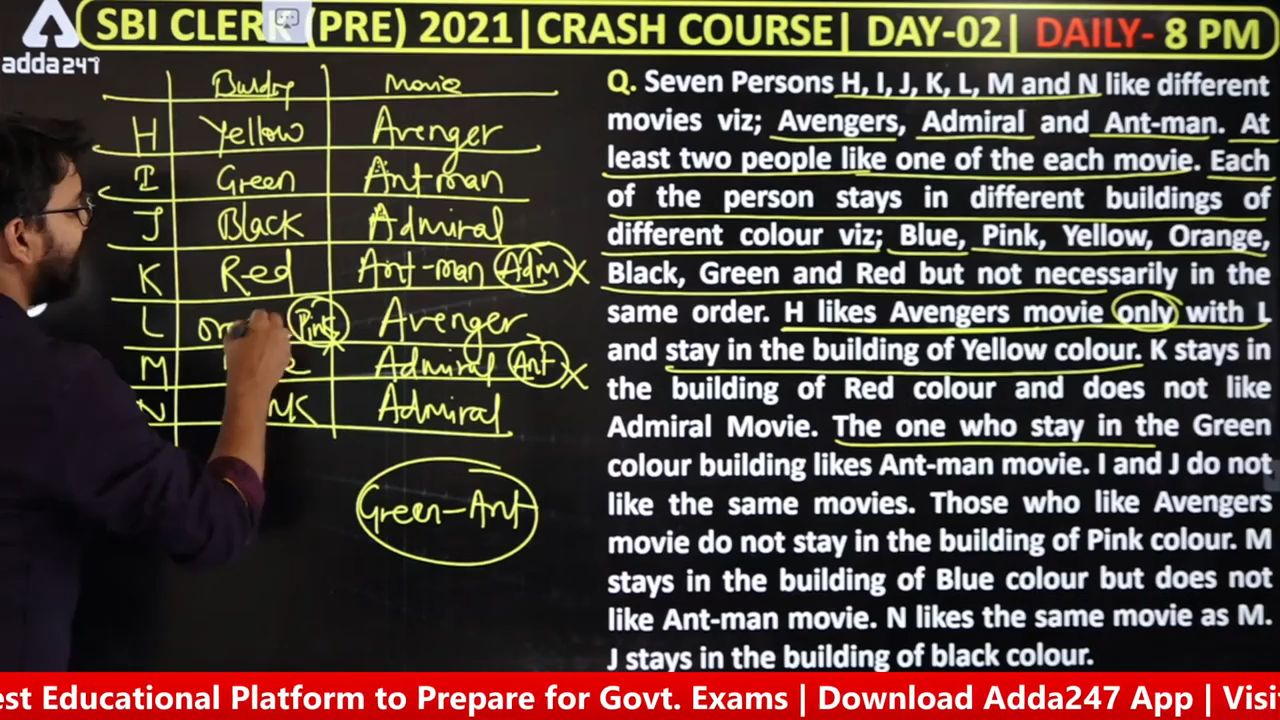 SBI CLERK (PRE) 2021|CRASH COURSE| DAY-02| DAILY- 8 PM
adda247
Movie
H Yellow Avenger
I Green Antman
J Black Admiral
K Red Ant-man Adm X
L Pink Avenger
M Admiral Ant X
N Admiral
Green-Ant
Q. Seven Persons H, I, J, K, L, M and N like different
movies viz; Avengers, Admiral and Ant-man. At
least two people like one of the each movie. Each
of the person stays in different buildings of
different colour viz; Blue, Pink, Yellow, Orange,
Black, Green and Red but not necessarily in the
same order. H likes Avengers movie only with L
and stay in the building of Yellow colour. K stays in
the building of Red colour and does not like
Admiral Movie. The one who stay in the Green
colour building likes Ant-man movie. I and J do not
like the same movies. Those who like Avengers
movie do not stay in the building of Pink colour. M
stays in the building of Blue colour but does not
like Ant-man movie. N likes the same movie as M.
J stays in the building of black colour.
est Educational Platform to Prepare for Govt. Exams | Download Adda247 App | Visi